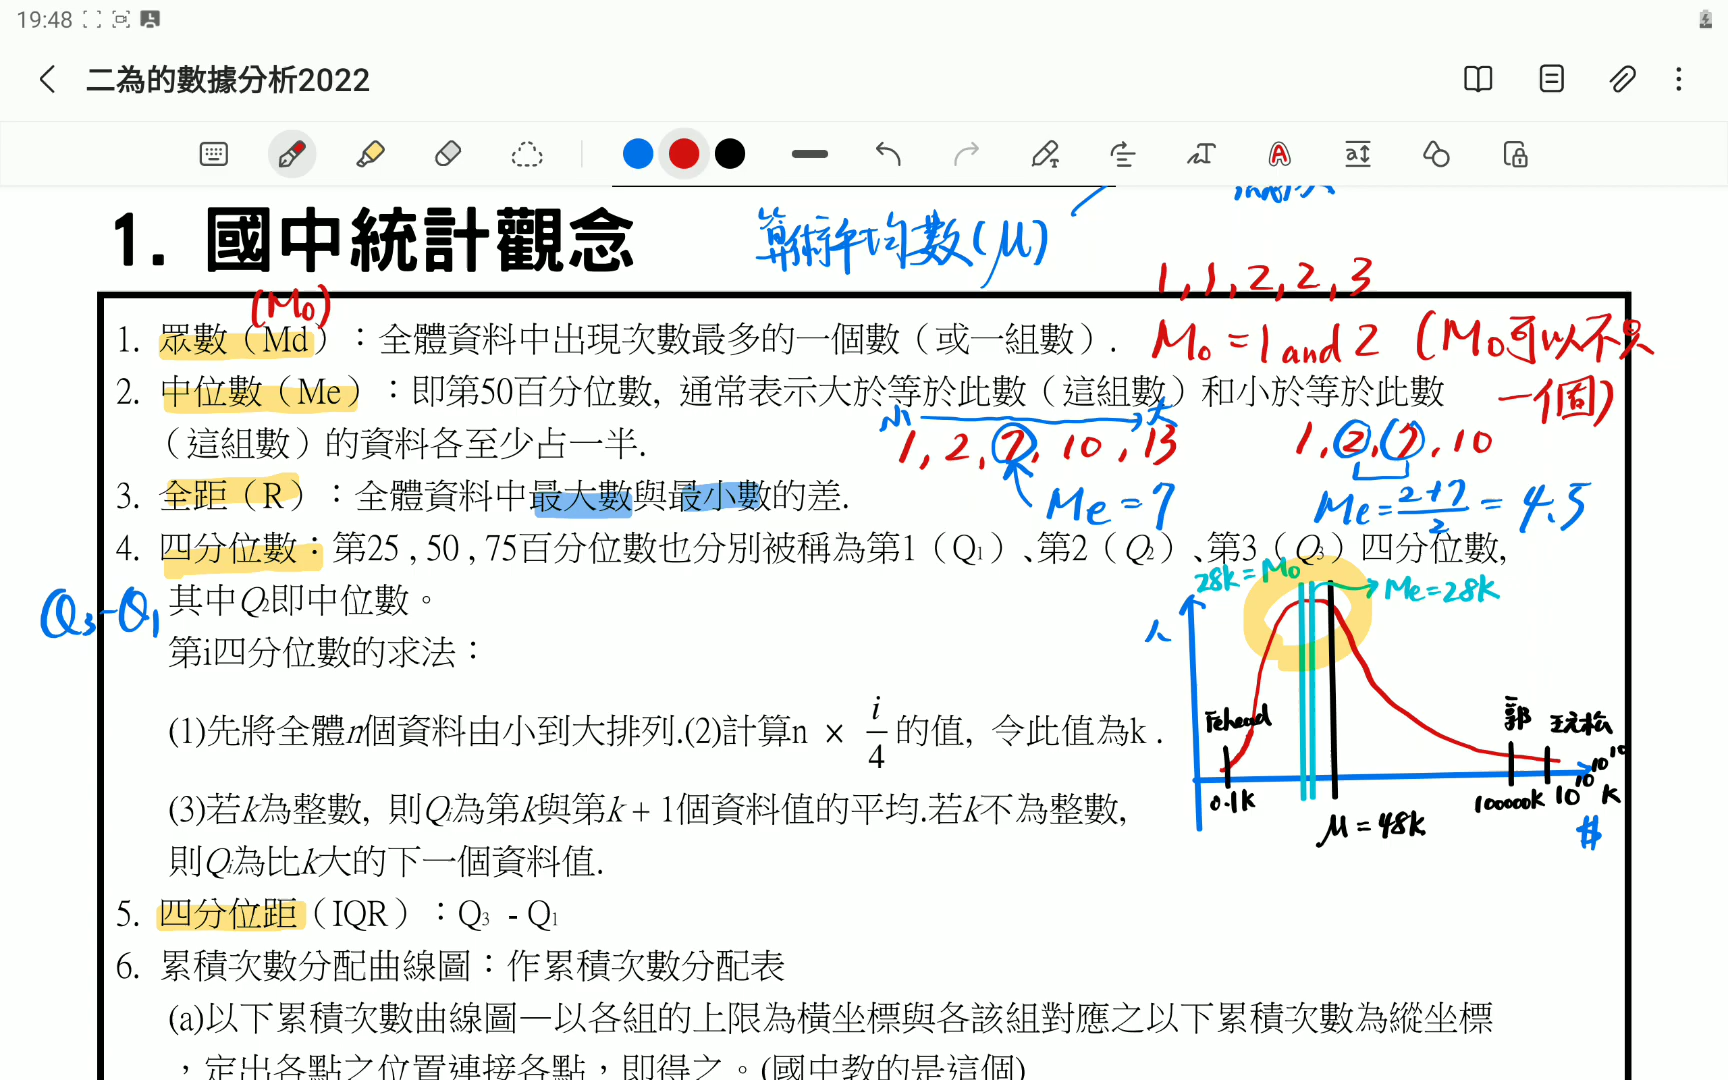 19:48
二為的數據分析2022
1. 國中統計觀念
算術平均數(μ)
1, 1, 2, 2, 3
(Mo)
1. 眾數（Md）：全體資料中出現次數最多的一個數（或一組數）.
Mo = 1 and 2 (Mo可以不只一個)
2. 中位數（Me）：即第50百分位數, 通常表示大於等於此數（這組數）和小於等於此數
（這組數）的資料各至少占一半.
小 大
1, 2, 7, 10, 13
Me = 7
1, 2, 7, 10
Me = 2+7/2 = 4.5
3. 全距（R）：全體資料中最大數與最小數的差.
4. 四分位數：第25 , 50 , 75百分位數也分別被稱為第1（Q1）、第2（Q2）、第3（Q3）四分位數,
其中Q2即中位數。
Q3-Q1
第i四分位數的求法：
(1)先將全體n個資料由小到大排列.(2)計算n × i/4 的值, 令此值為k .
(3)若k為整數, 則Qi為第k與第k + 1個資料值的平均.若k不為整數,
則Qi為比k大的下一個資料值.
28k = Mo
Me = 28k
人
郭
0.1k
μ = 48k
100000k
10 10 10 k
$
5. 四分位距（IQR）：Q3 - Q1
6. 累積次數分配曲線圖：作累積次數分配表
(a)以下累積次數曲線圖—以各組的上限為橫坐標與各該組對應之以下累積次數為縱坐標
，定出各點之位置連接各點，即得之。(國中教的是這個)